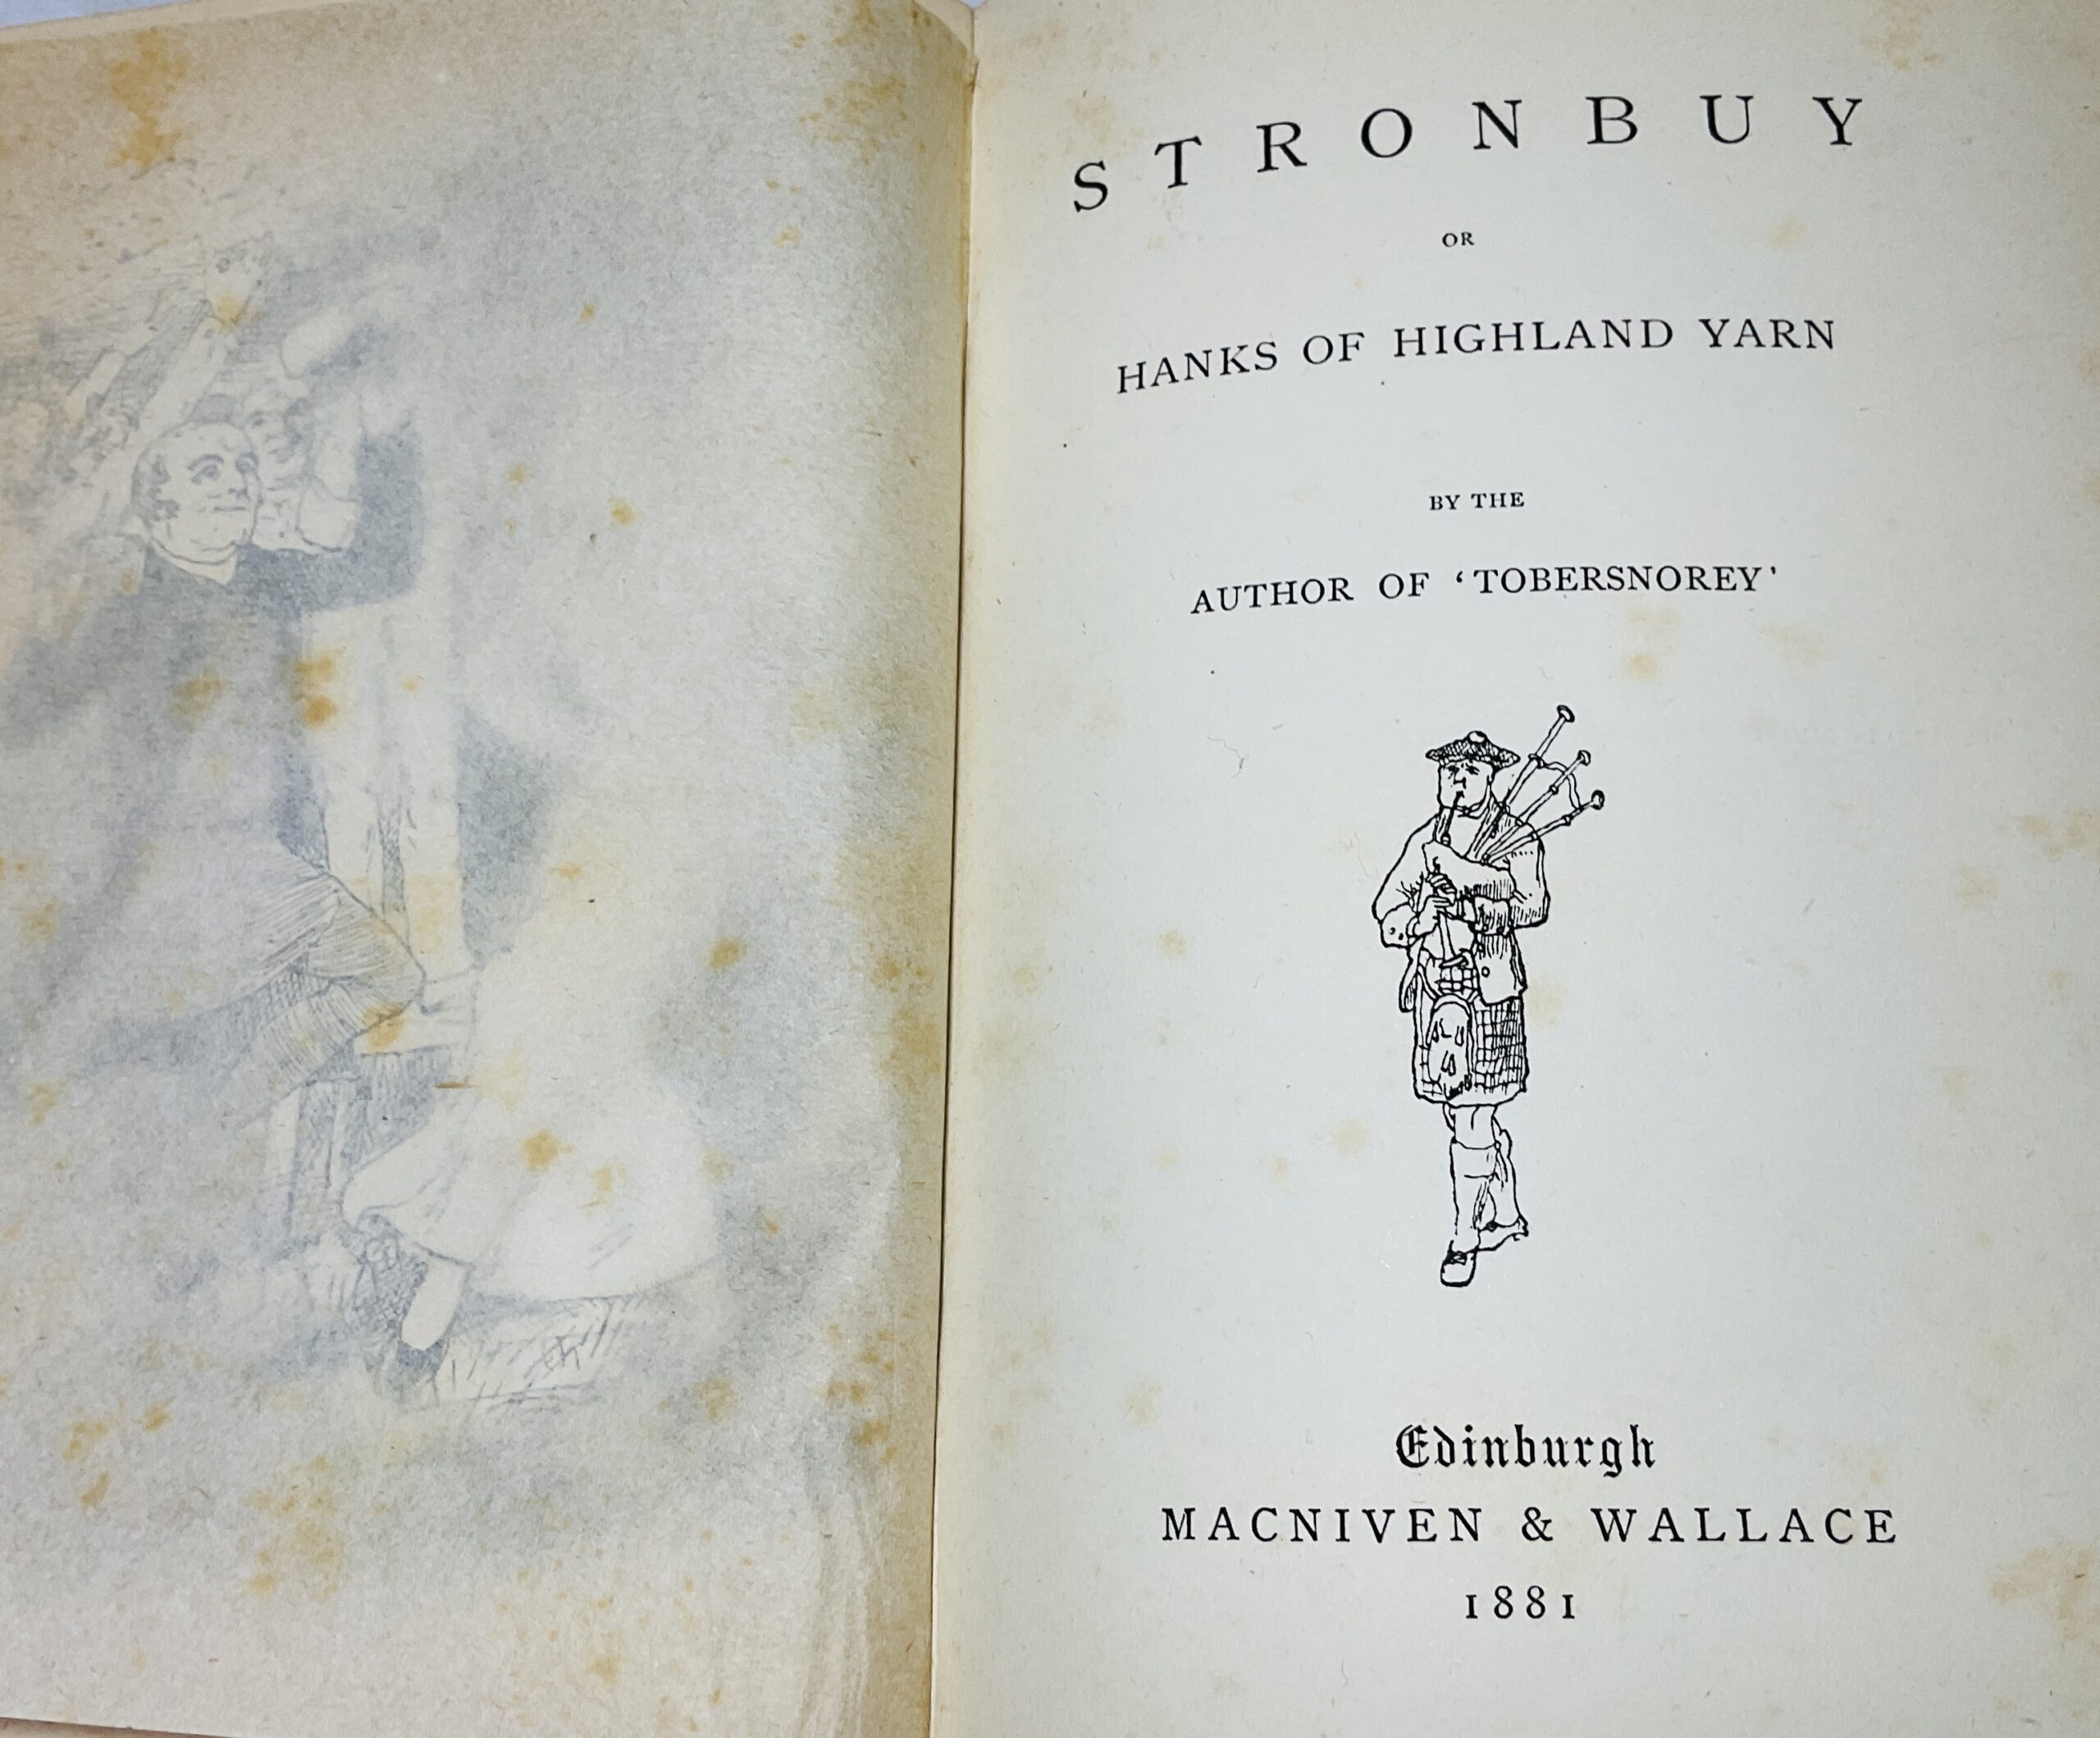 STRONBUY
OR
HANKS OF HIGHLAND YARN
BY THE
AUTHOR OF ‘TOBERSNOREY’
Edinburgh
MACNIVEN & WALLACE
1881